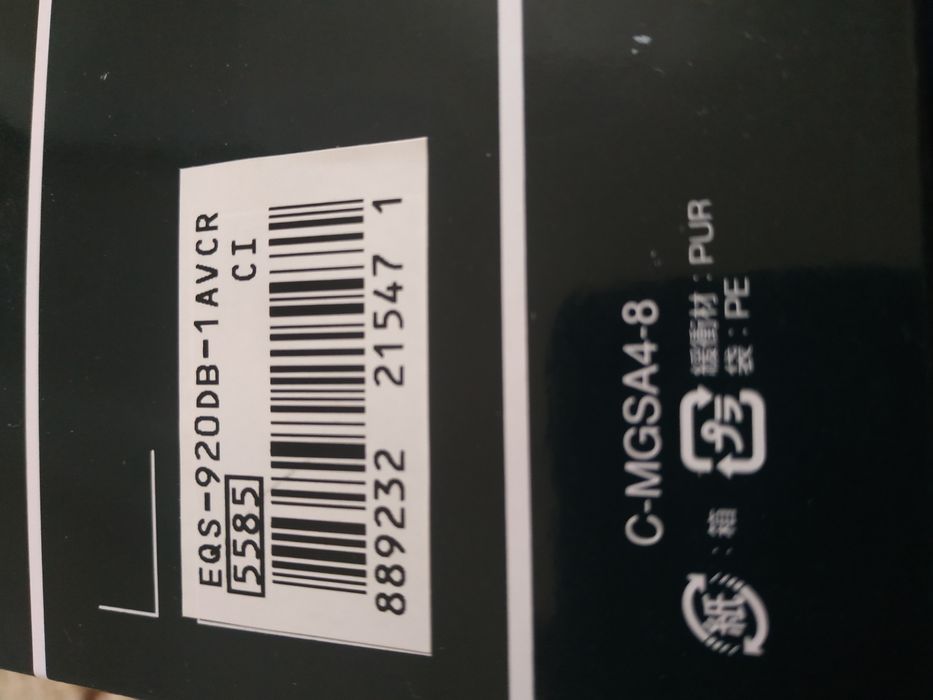 EQS-920DB-1AVCR
5585 CI
889232 21547 1
C-MGSA4-8
紙 : 箱
プラ 緩衝材 : PUR
袋 : PE